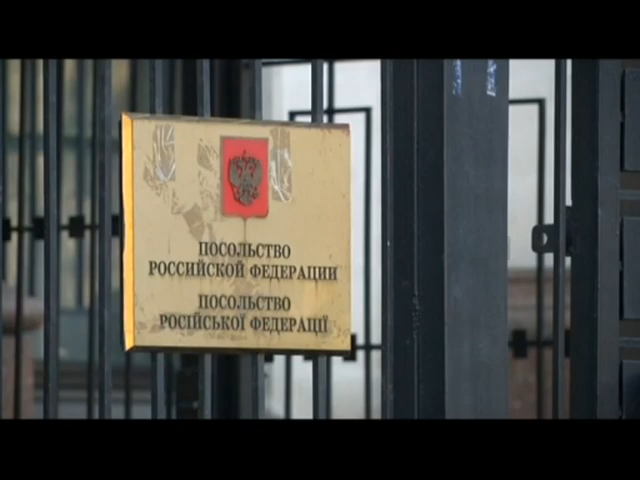 ПОСОЛЬСТВО
РОССИЙСКОЙ ФЕДЕРАЦИИ
ПОСОЛЬСТВО
РОСІЙСЬКОЇ ФЕДЕРАЦІЇ